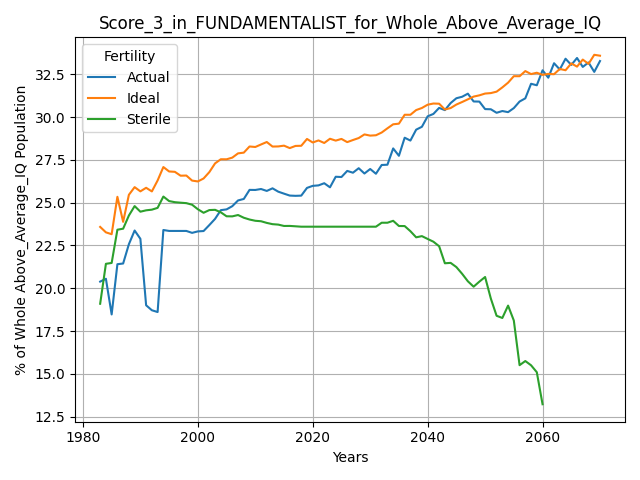 Score_3_in_FUNDAMENTALIST_for_Whole_Above_Average_IQ
Fertility
Actual
Ideal
Sterile
% of Whole Above_Average_IQ Population
32.5
30.0
27.5
25.0
22.5
20.0
17.5
15.0
12.5
1980
2000
2020
2040
2060
Years